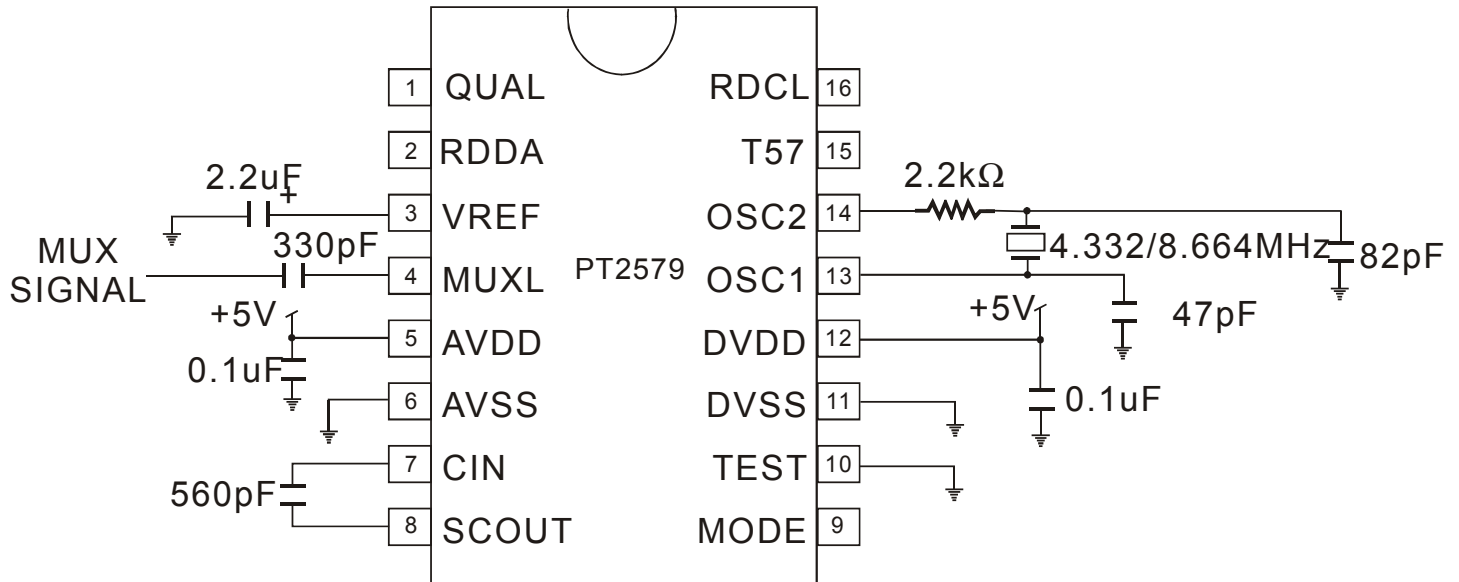 1 QUAL
2 RDDA
2.2uF
+
3 VREF
330pF
MUX
SIGNAL
4 MUXL
+5V
5 AVDD
0.1uF
6 AVSS
7 CIN
560pF
8 SCOUT
PT2579
RDCL 16
T57 15
2.2kΩ
OSC2 14
4.332/8.664MHz
82pF
OSC1 13
+5V
47pF
DVDD 12
0.1uF
DVSS 11
TEST 10
MODE 9